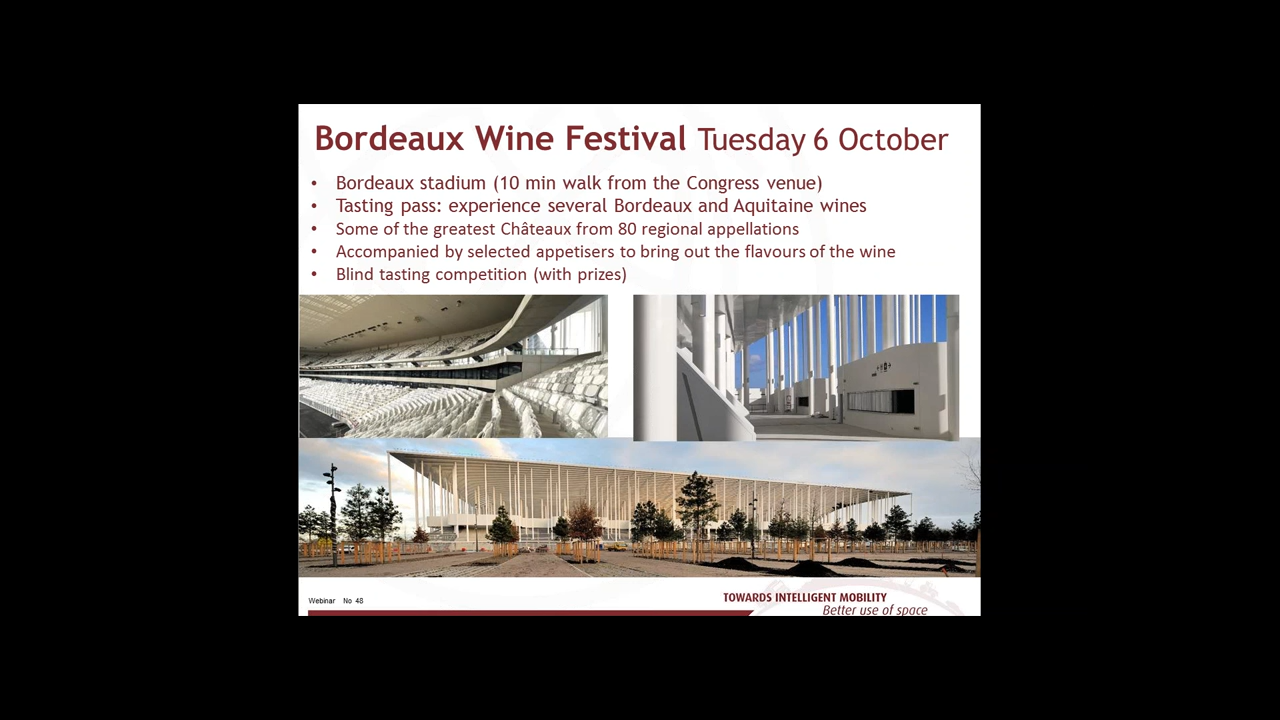 Bordeaux Wine Festival Tuesday 6 October
• Bordeaux stadium (10 min walk from the Congress venue)
• Tasting pass: experience several Bordeaux and Aquitaine wines
• Some of the greatest Châteaux from 80 regional appellations
• Accompanied by selected appetisers to bring out the flavours of the wine
• Blind tasting competition (with prizes)
Webinar No 48
TOWARDS INTELLIGENT MOBILITY
Better use of space